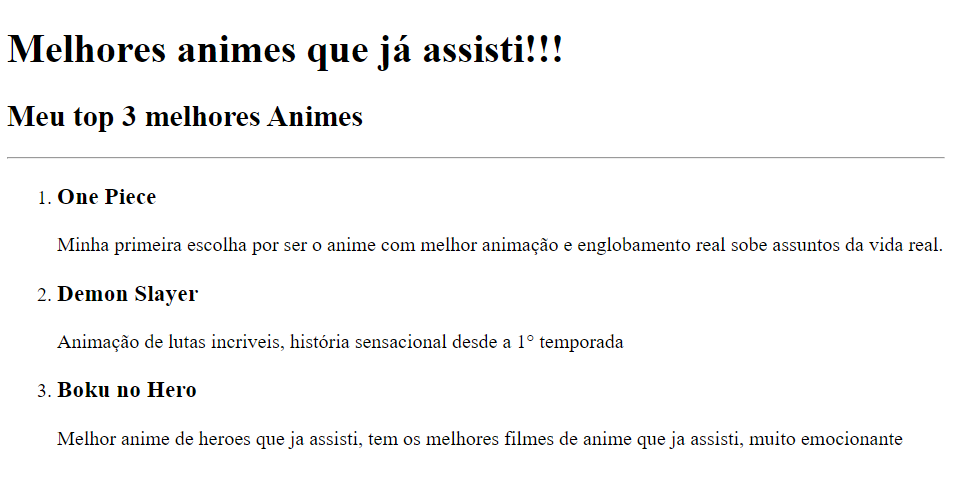 Melhores animes que já assisti!!!
Meu top 3 melhores Animes
1. One Piece
Minha primeira escolha por ser o anime com melhor animação e englobamento real sobe assuntos da vida real.
2. Demon Slayer
Animação de lutas incriveis, história sensacional desde a 1° temporada
3. Boku no Hero
Melhor anime de heroes que ja assisti, tem os melhores filmes de anime que ja assisti, muito emocionante